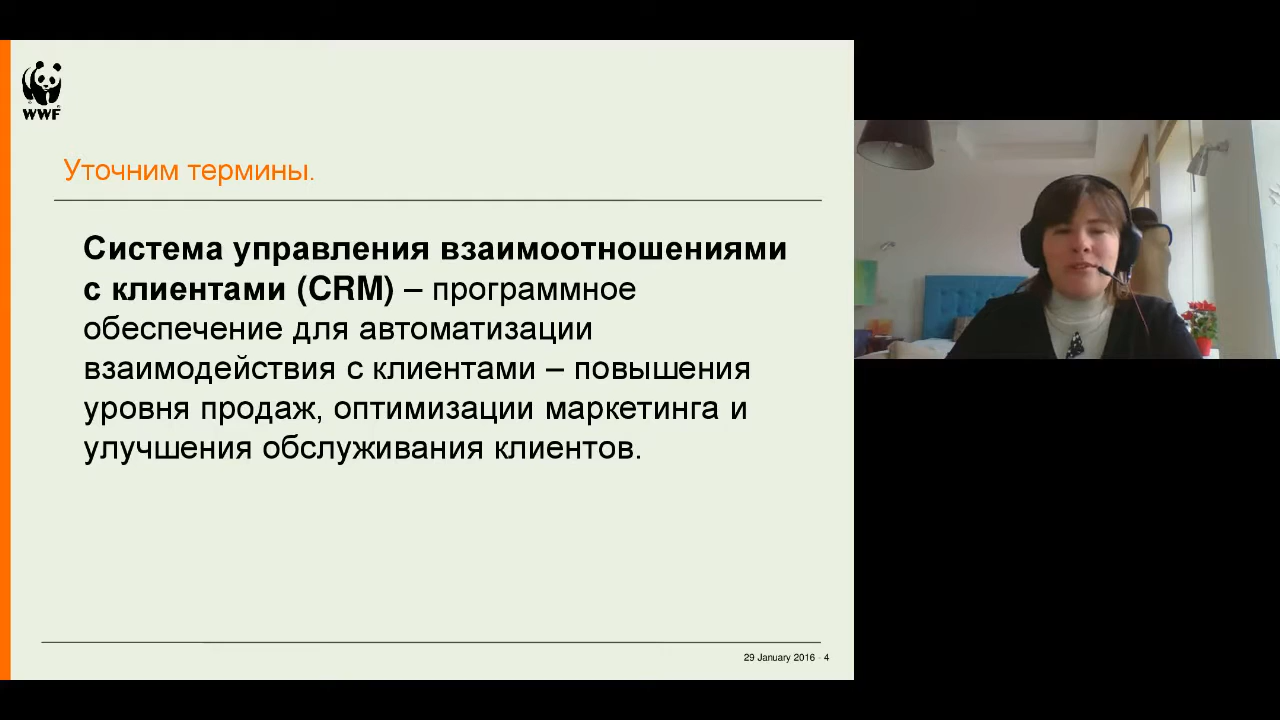 WWF
Уточним термины.
Система управления взаимоотношениями
с клиентами (CRM) – программное
обеспечение для автоматизации
взаимодействия с клиентами – повышения
уровня продаж, оптимизации маркетинга и
улучшения обслуживания клиентов.
29 January 2016 - 4